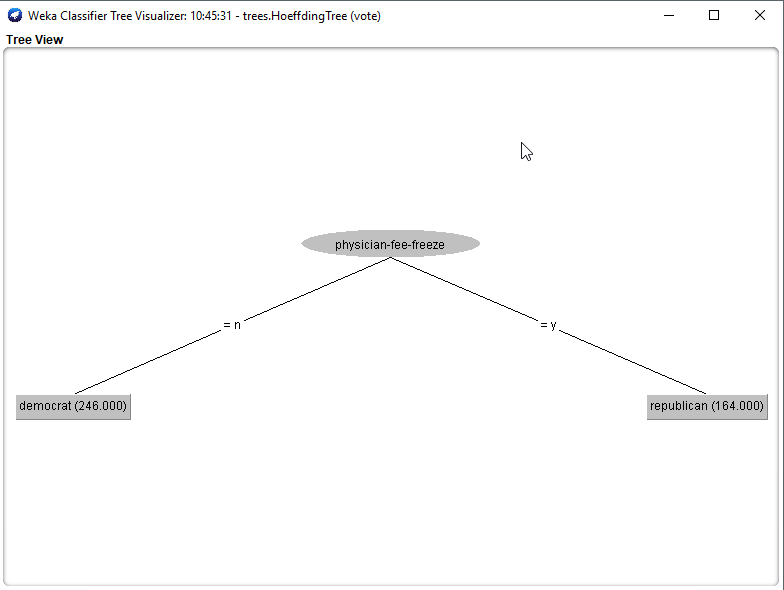 Weka Classifier Tree Visualizer: 10:45:31 - trees.HoeffdingTree (vote)
Tree View
physician-fee-freeze
= n
= y
democrat (246.000)
republican (164.000)